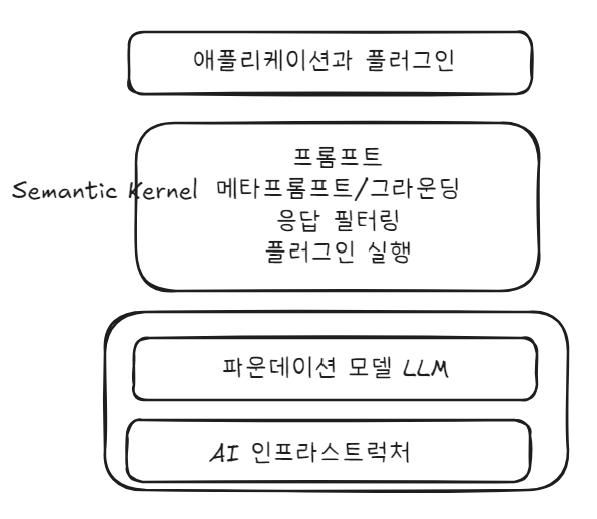 애플리케이션과 플러그인
프롬프트
Semantic Kernel 메타프롬프트/그라운딩
응답 필터링
플러그인 실행
파운데이션 모델 LLM
AI 인프라스트럭처